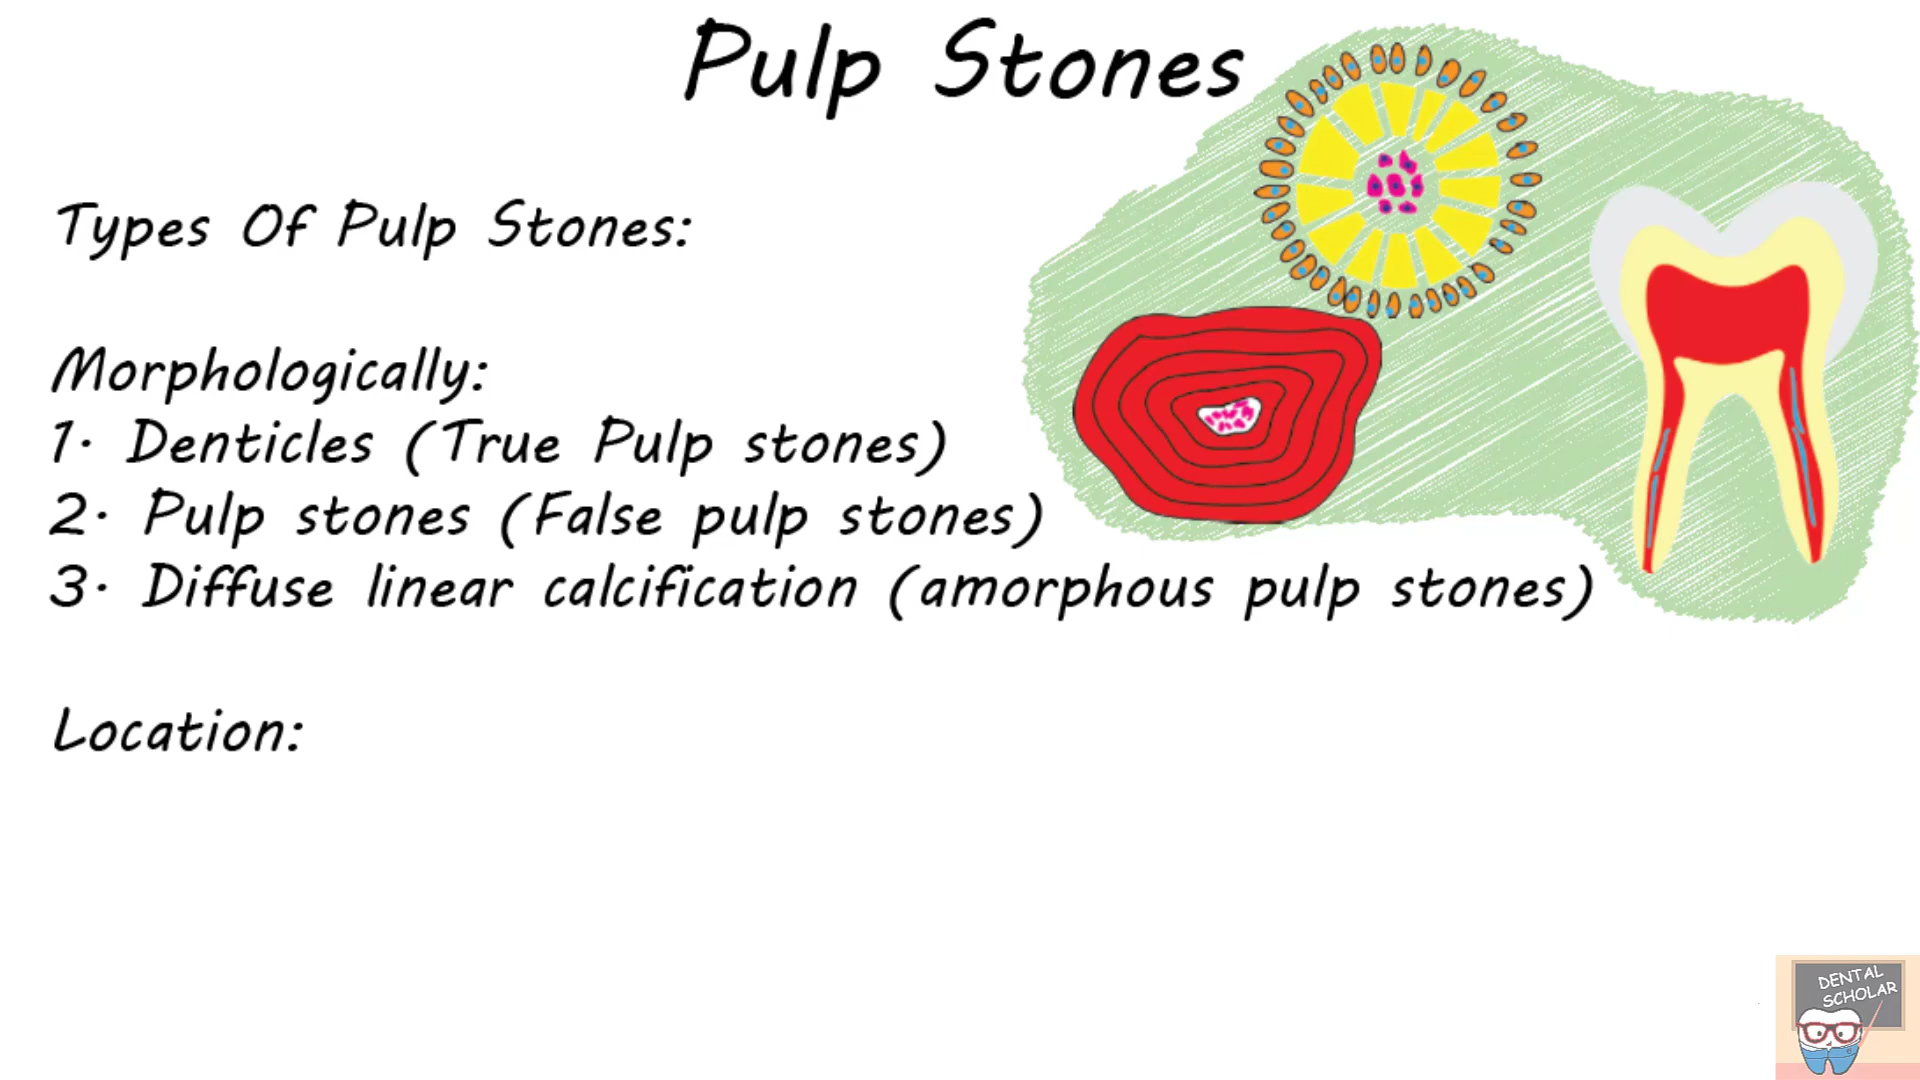 Pulp Stones
Types Of Pulp Stones:
Morphologically:
1. Denticles (True Pulp stones)
2. Pulp stones (False pulp stones)
3. Diffuse linear calcification (amorphous pulp stones)
Location:
DENTAL
SCHOLAR